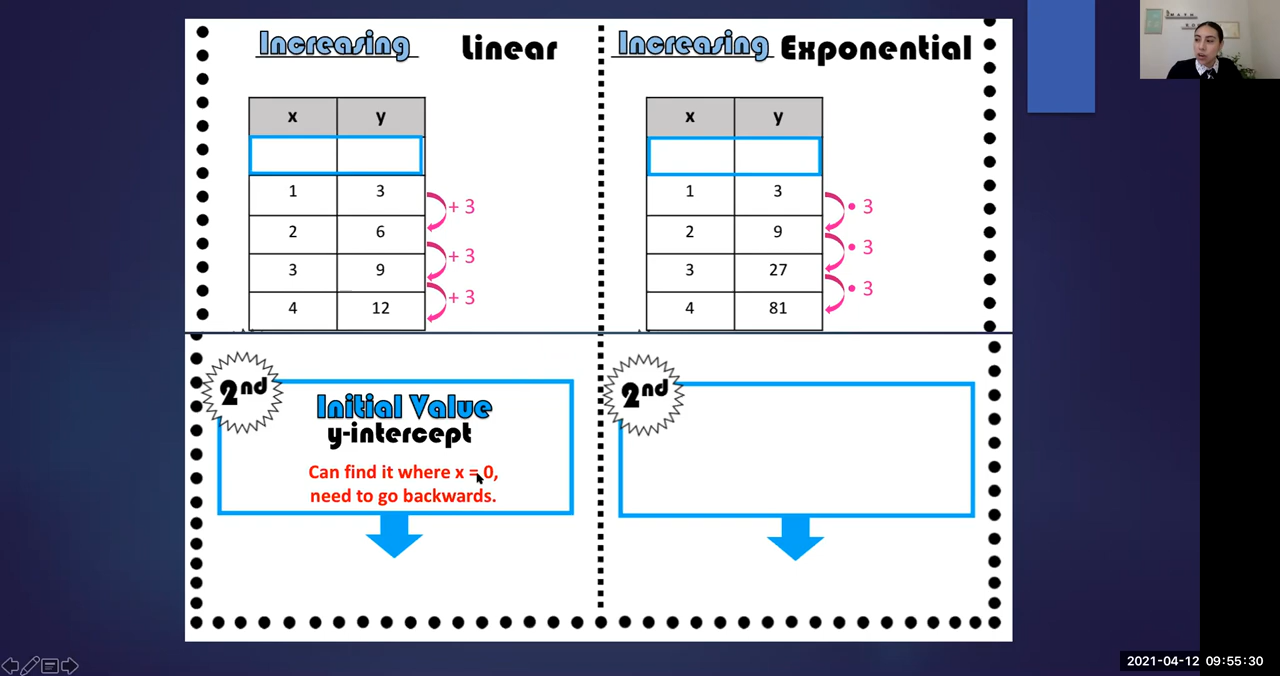 Increasing Linear
x y
1 3
2 6
3 9
4 12
+ 3
+ 3
+ 3
Increasing Exponential
x y
1 3
2 9
3 27
4 81
• 3
• 3
• 3
2nd
Initial Value
y-intercept
Can find it where x = 0,
need to go backwards.
2nd
2021-04-12 09:55:30